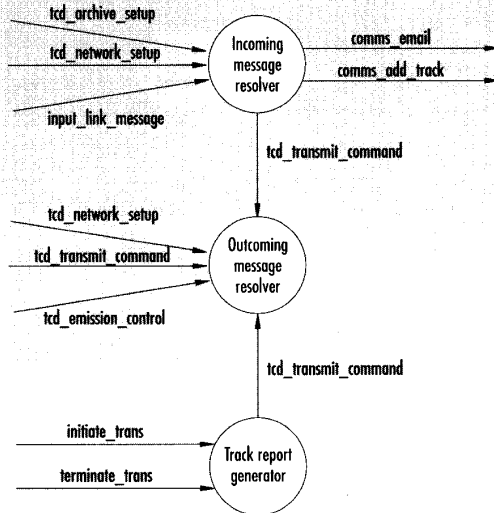 tcd_archive_setup
tcd_network_setup
input_link_message
Incoming
message
resolver
comms_email
comms_add_track
tcd_transmit_command
tcd_network_setup
tcd_transmit_command
tcd_emission_control
Outcoming
message
resolver
tcd_transmit_command
initiate_trans
terminate_trans
Track report
generator